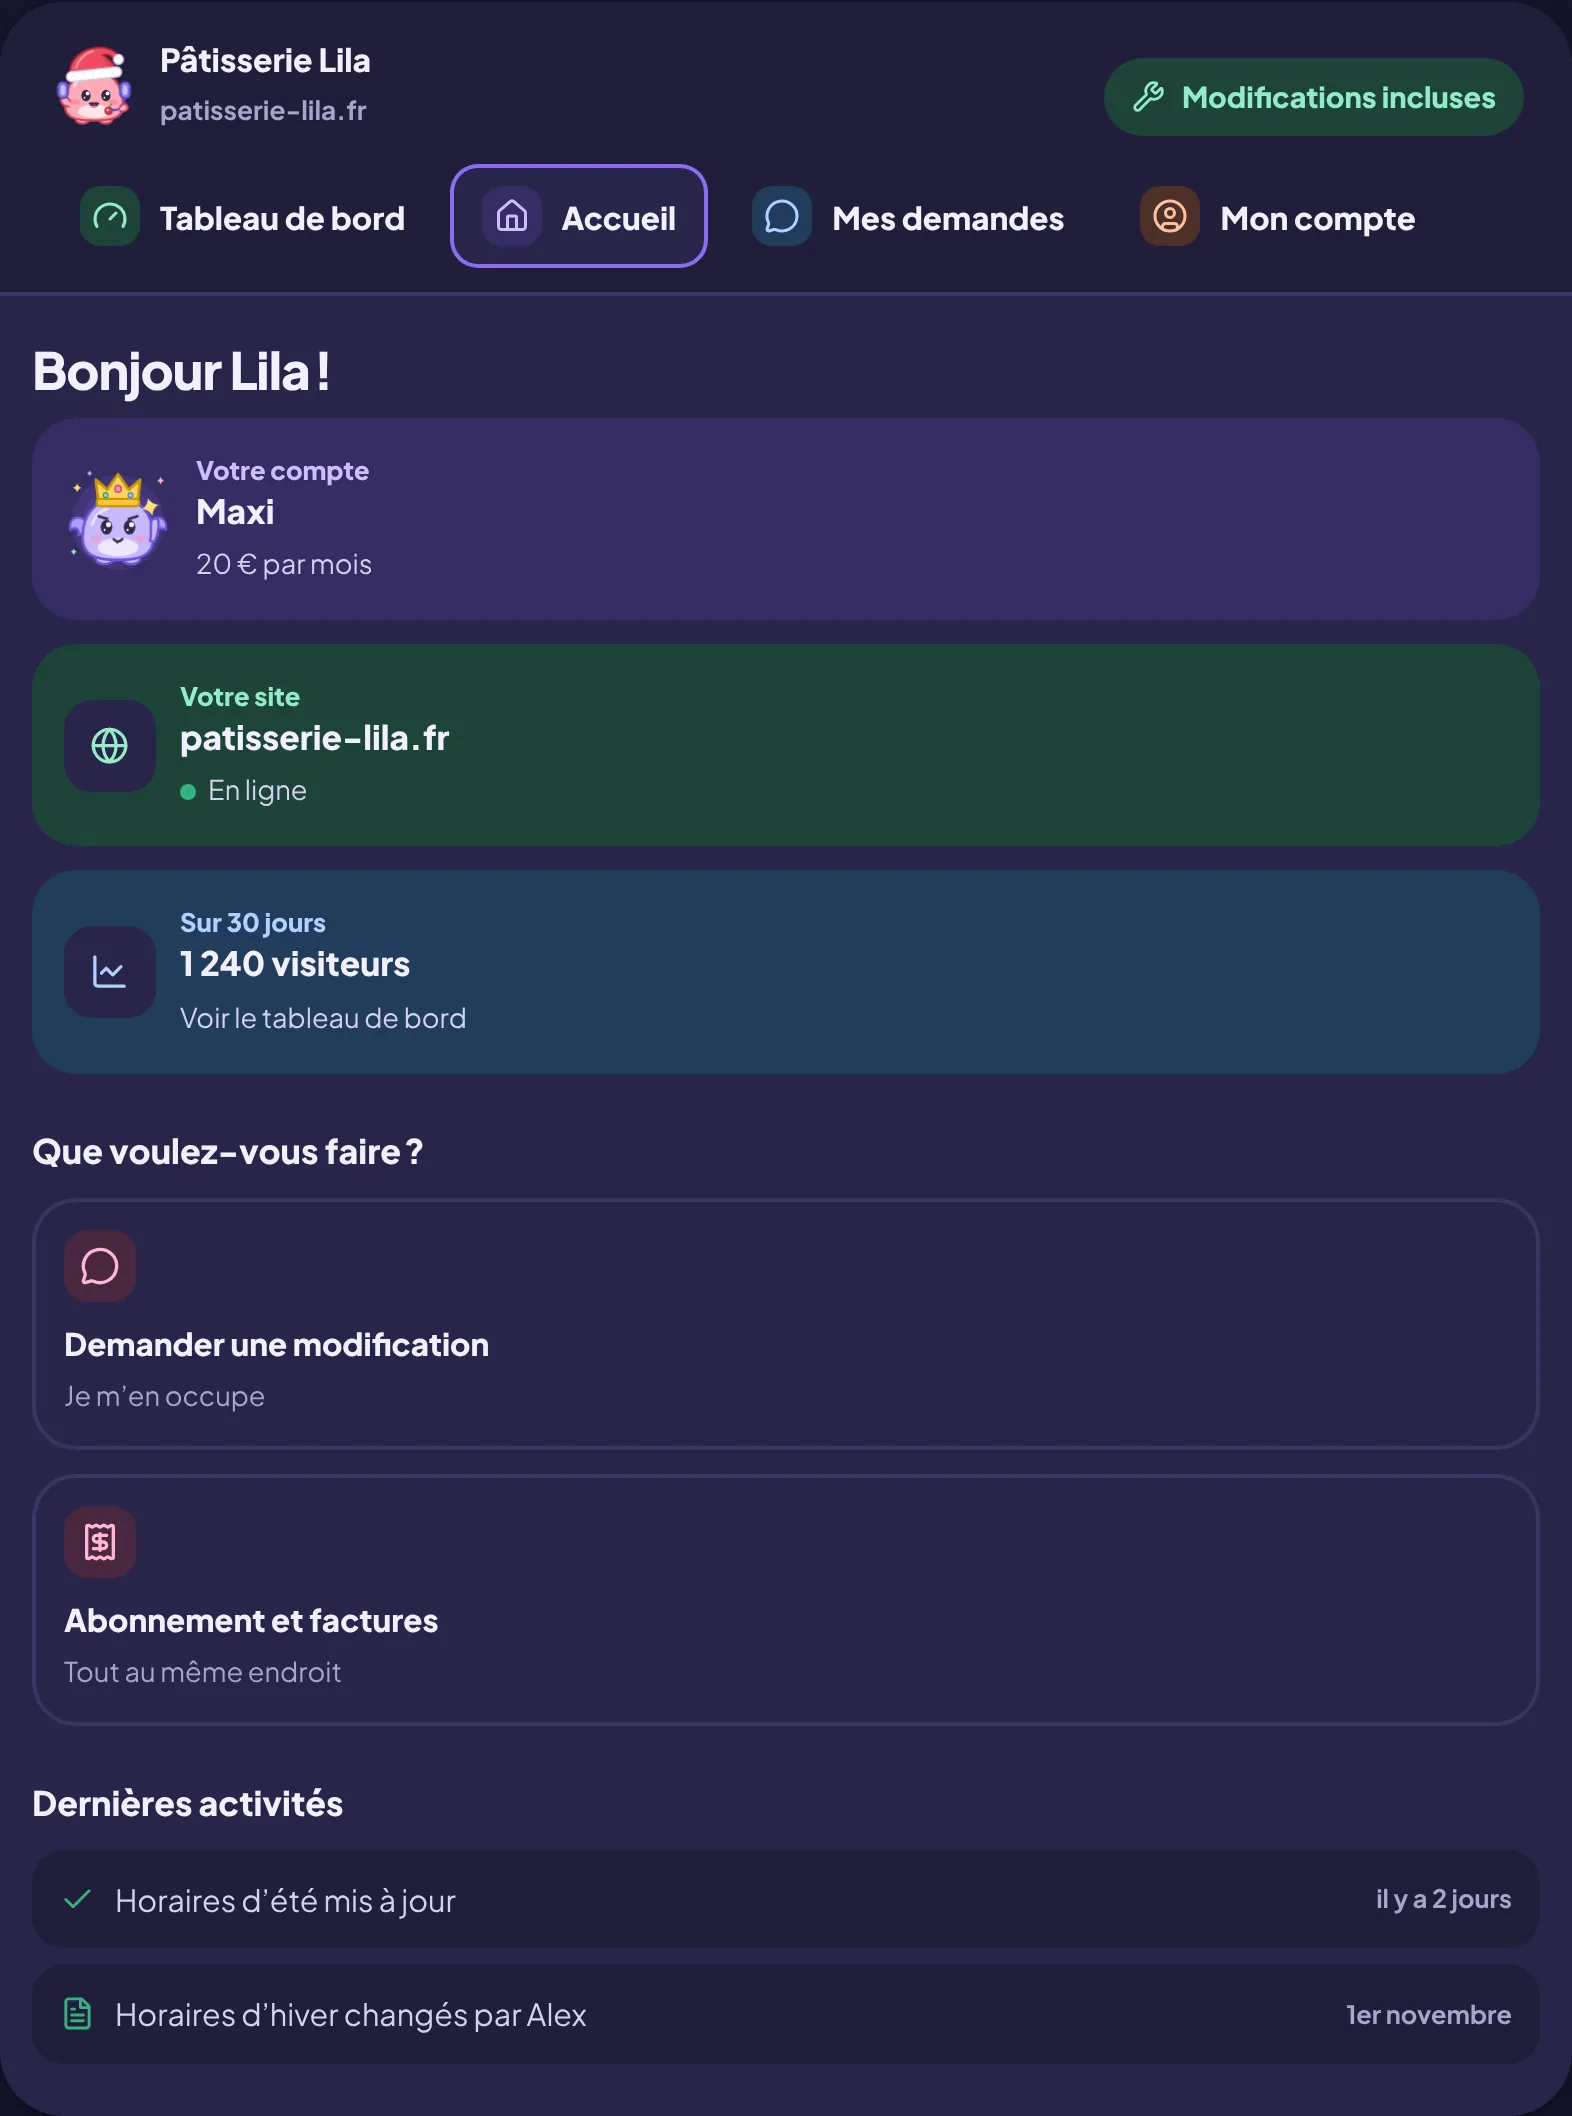 Pâtisserie Lila
patisserie-lila.fr
Modifications incluses
Tableau de bord
Accueil
Mes demandes
Mon compte
Bonjour Lila !
Votre compte
Maxi
20 € par mois
Votre site
patisserie-lila.fr
En ligne
Sur 30 jours
1 240 visiteurs
Voir le tableau de bord
Que voulez-vous faire ?
Demander une modification
Je m’en occupe
Abonnement et factures
Tout au même endroit
Dernières activités
Horaires d’été mis à jour
il y a 2 jours
Horaires d’hiver changés par Alex
1er novembre